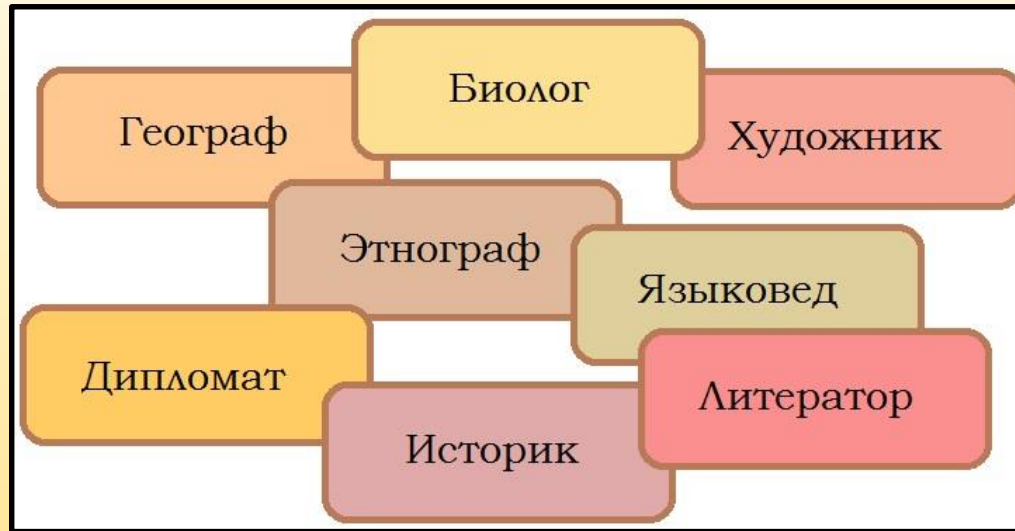 Биолог
Географ
Художник
Этнограф
Языковед
Дипломат
Литератор
Историк